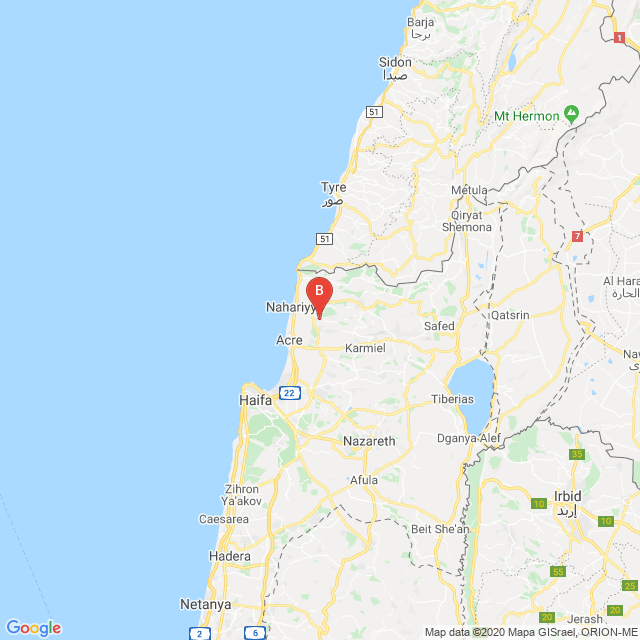 Barja
برجا
1
Sidon
صيدا
51
Mt Hermon
Tyre
صور
Metula
Qiryat
Shemona
51
7
B
Al Hara
الحارة
Nahariyy
Qatsrin
Safed
Acre
Karmiel
Naw
22
Haifa
Tiberias
Nazareth
Dganya Alef
35
Afula
Zihron
Ya'akov
Irbid
إربد
10
10
Caesarea
Beit She'an
Hadera
55
25
Netanya
20
20
Jerash
2
6
Google
Map data ©2020 Mapa GISrael, ORION-ME